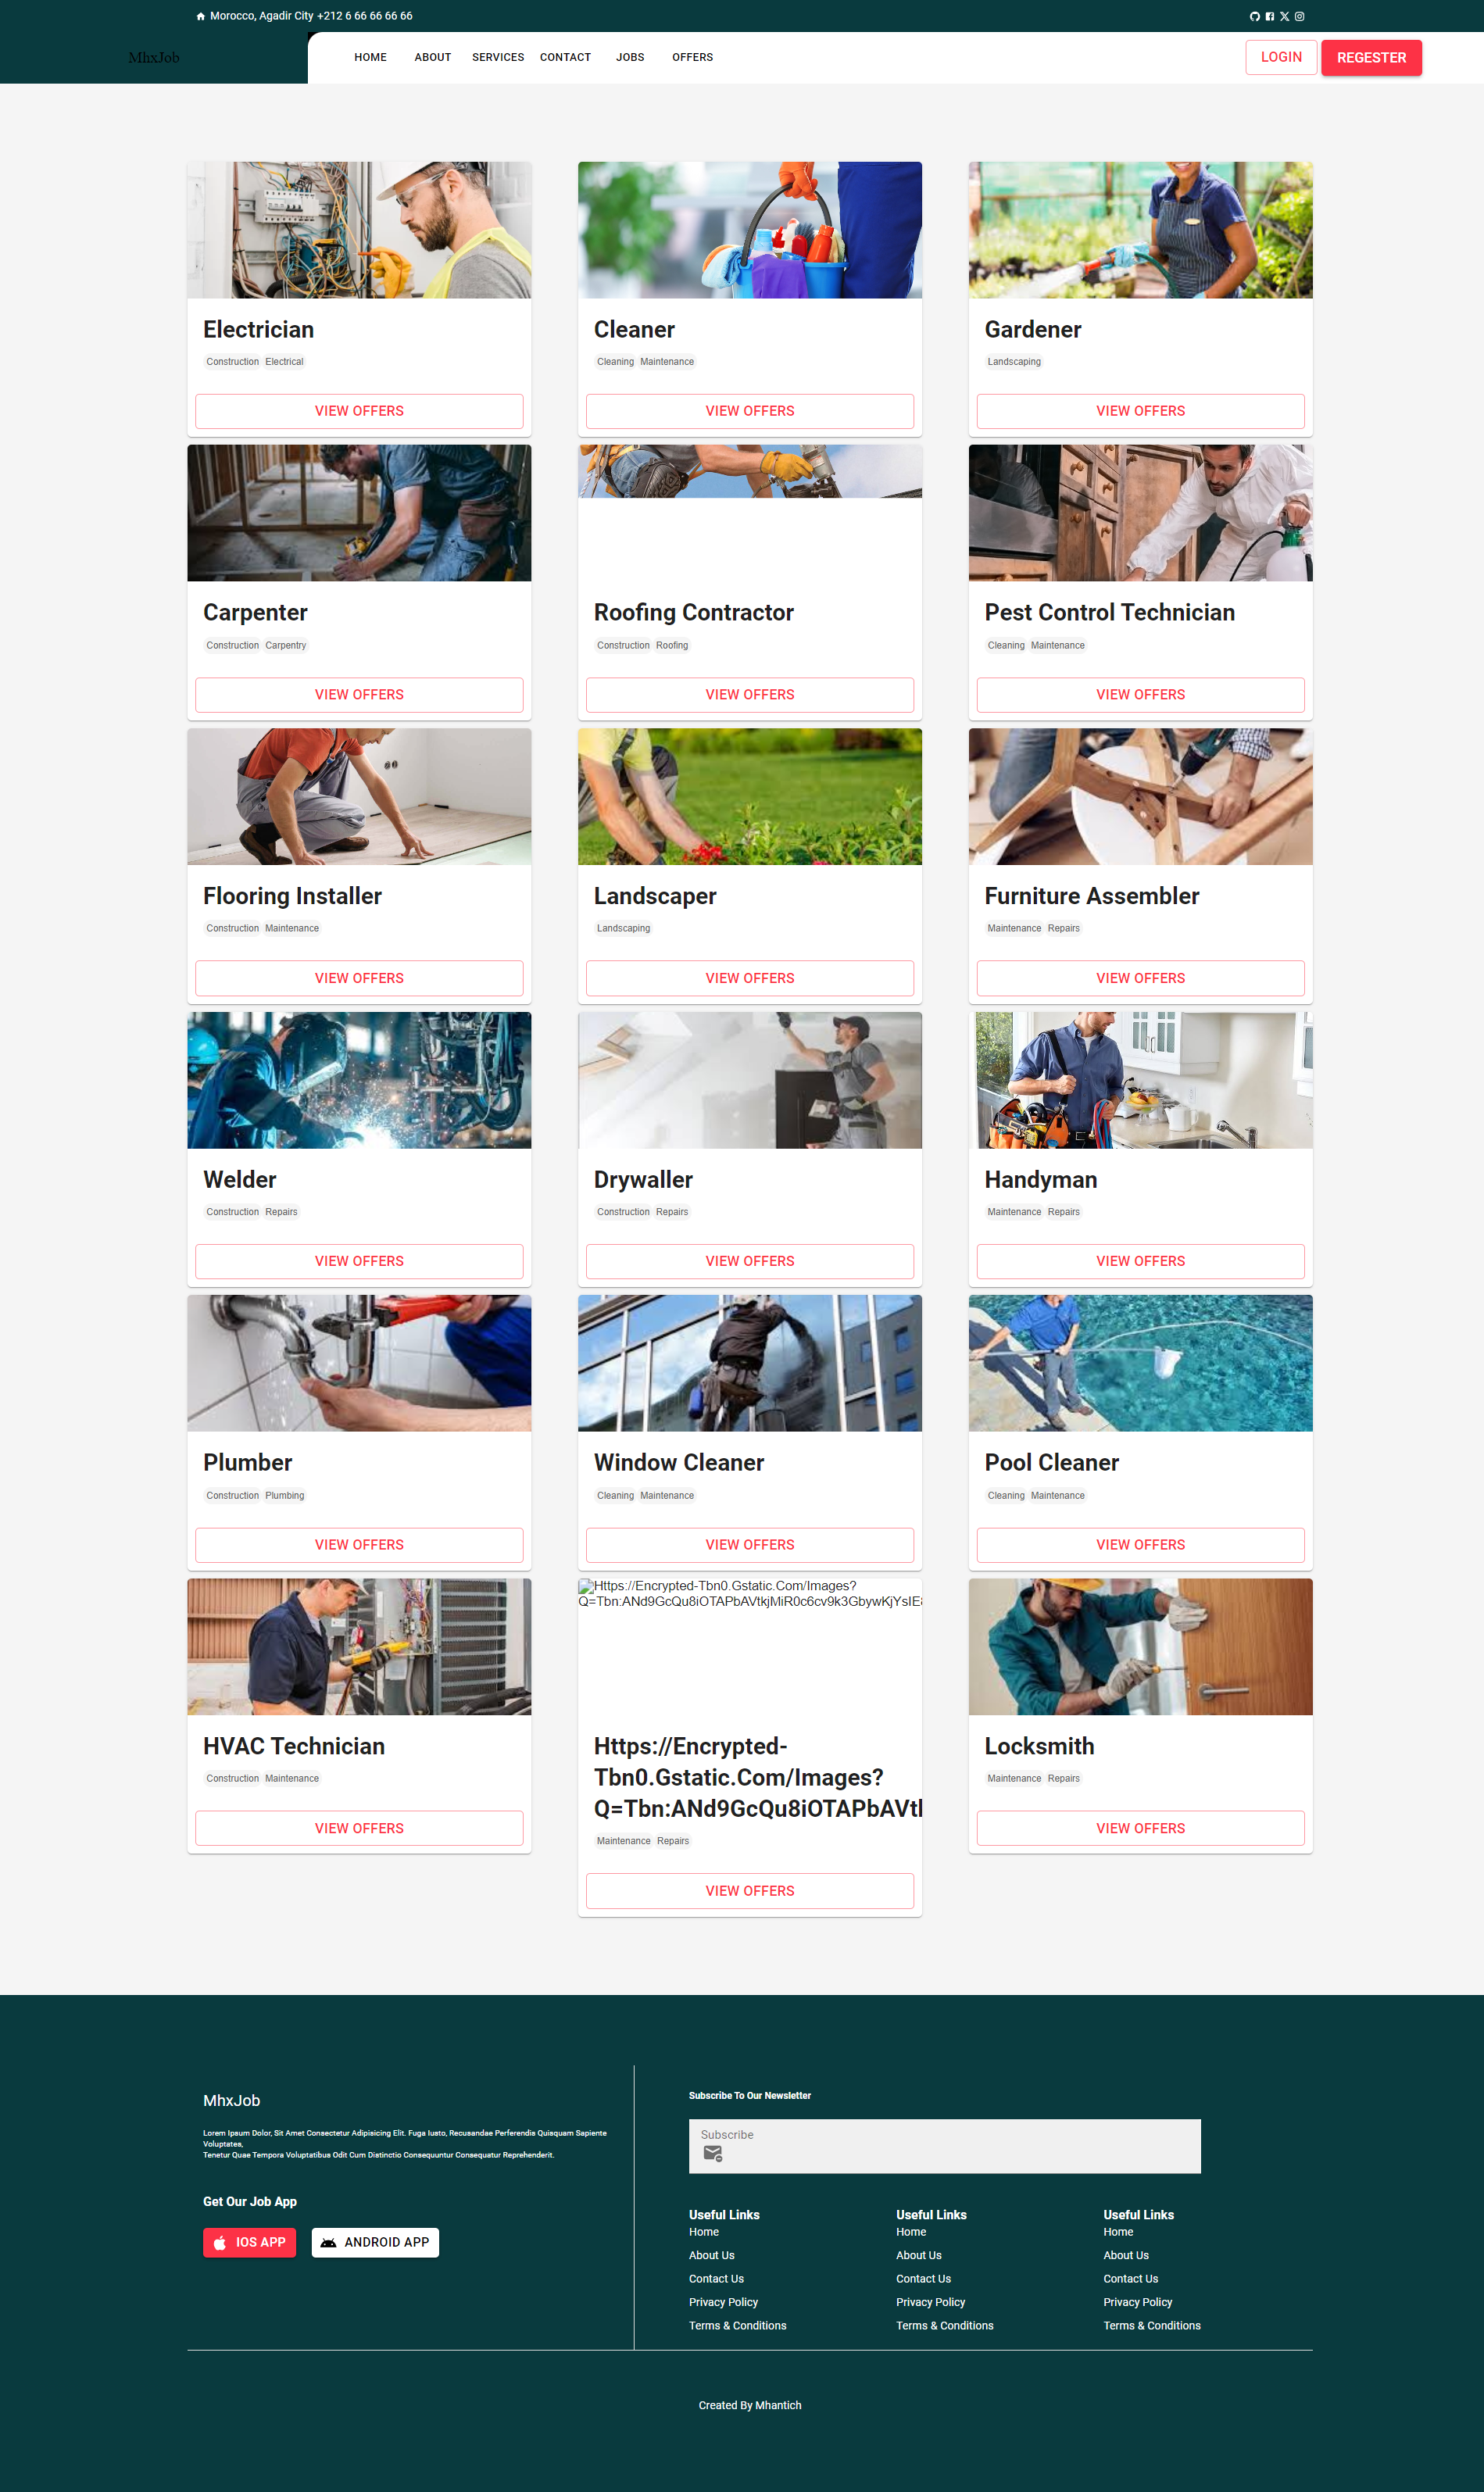 Morocco, Agadir City +212 6 66 66 66 66
MhxJob
HOME ABOUT SERVICES CONTACT JOBS OFFERS
LOGIN REGESTER
Electrician
Construction Electrical
VIEW OFFERS
Cleaner
Cleaning Maintenance
VIEW OFFERS
Gardener
Landscaping
VIEW OFFERS
Carpenter
Construction Carpentry
VIEW OFFERS
Roofing Contractor
Construction Roofing
VIEW OFFERS
Pest Control Technician
Cleaning Maintenance
VIEW OFFERS
Flooring Installer
Construction Maintenance
VIEW OFFERS
Landscaper
Landscaping
VIEW OFFERS
Furniture Assembler
Maintenance Repairs
VIEW OFFERS
Welder
Construction Repairs
VIEW OFFERS
Drywaller
Construction Repairs
VIEW OFFERS
Handyman
Maintenance Repairs
VIEW OFFERS
Plumber
Construction Plumbing
VIEW OFFERS
Window Cleaner
Cleaning Maintenance
VIEW OFFERS
Pool Cleaner
Cleaning Maintenance
VIEW OFFERS
HVAC Technician
Construction Maintenance
VIEW OFFERS
Https://Encrypted-Tbn0.Gstatic.Com/Images?
Q=Tbn:ANd9GcQu8iOTAPbAVtkjMiR0c6cv9k3GbywKjYsIE
Https://Encrypted-
Tbn0.Gstatic.Com/Images?
Q=Tbn:ANd9GcQu8iOTAPbAVtl
Maintenance Repairs
VIEW OFFERS
Locksmith
Maintenance Repairs
VIEW OFFERS
MhxJob
Lorem Ipsum Dolor, Sit Amet Consectetur Adipisicing Elit. Fuga Iusto, Recusandae Perferendis Quisquam Sapiente
Voluptates,
Tenetur Quae Tempora Voluptatibus Odit Cum Distinctio Consequuntur Consequatur Reprehenderit.
Get Our Job App
IOS APP ANDROID APP
Subscribe To Our Newsletter
Subscribe
Useful Links
Home
About Us
Contact Us
Privacy Policy
Terms & Conditions
Useful Links
Home
About Us
Contact Us
Privacy Policy
Terms & Conditions
Useful Links
Home
About Us
Contact Us
Privacy Policy
Terms & Conditions
Created By Mhantich